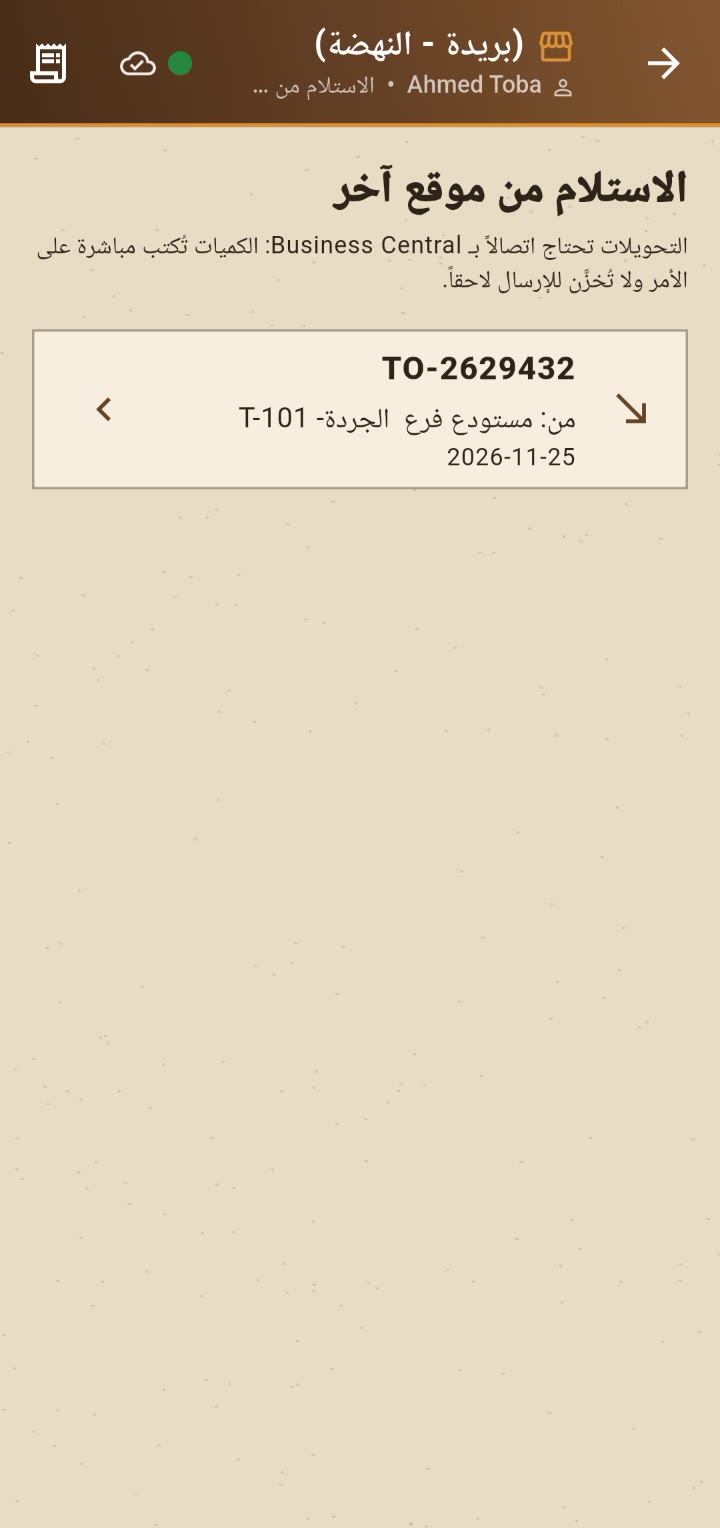 (بريدة - النهضة)
Ahmed Toba • الاستلام من ...
الاستلام من موقع آخر
التحويلات تحتاج اتصالاً بـ Business Central: الكميات تُكتب مباشرة على
الأمر ولا تُخزَّن للإرسال لاحقاً.
TO-2629432
من: مستودع فرع  الجردة- T-101
2026-11-25